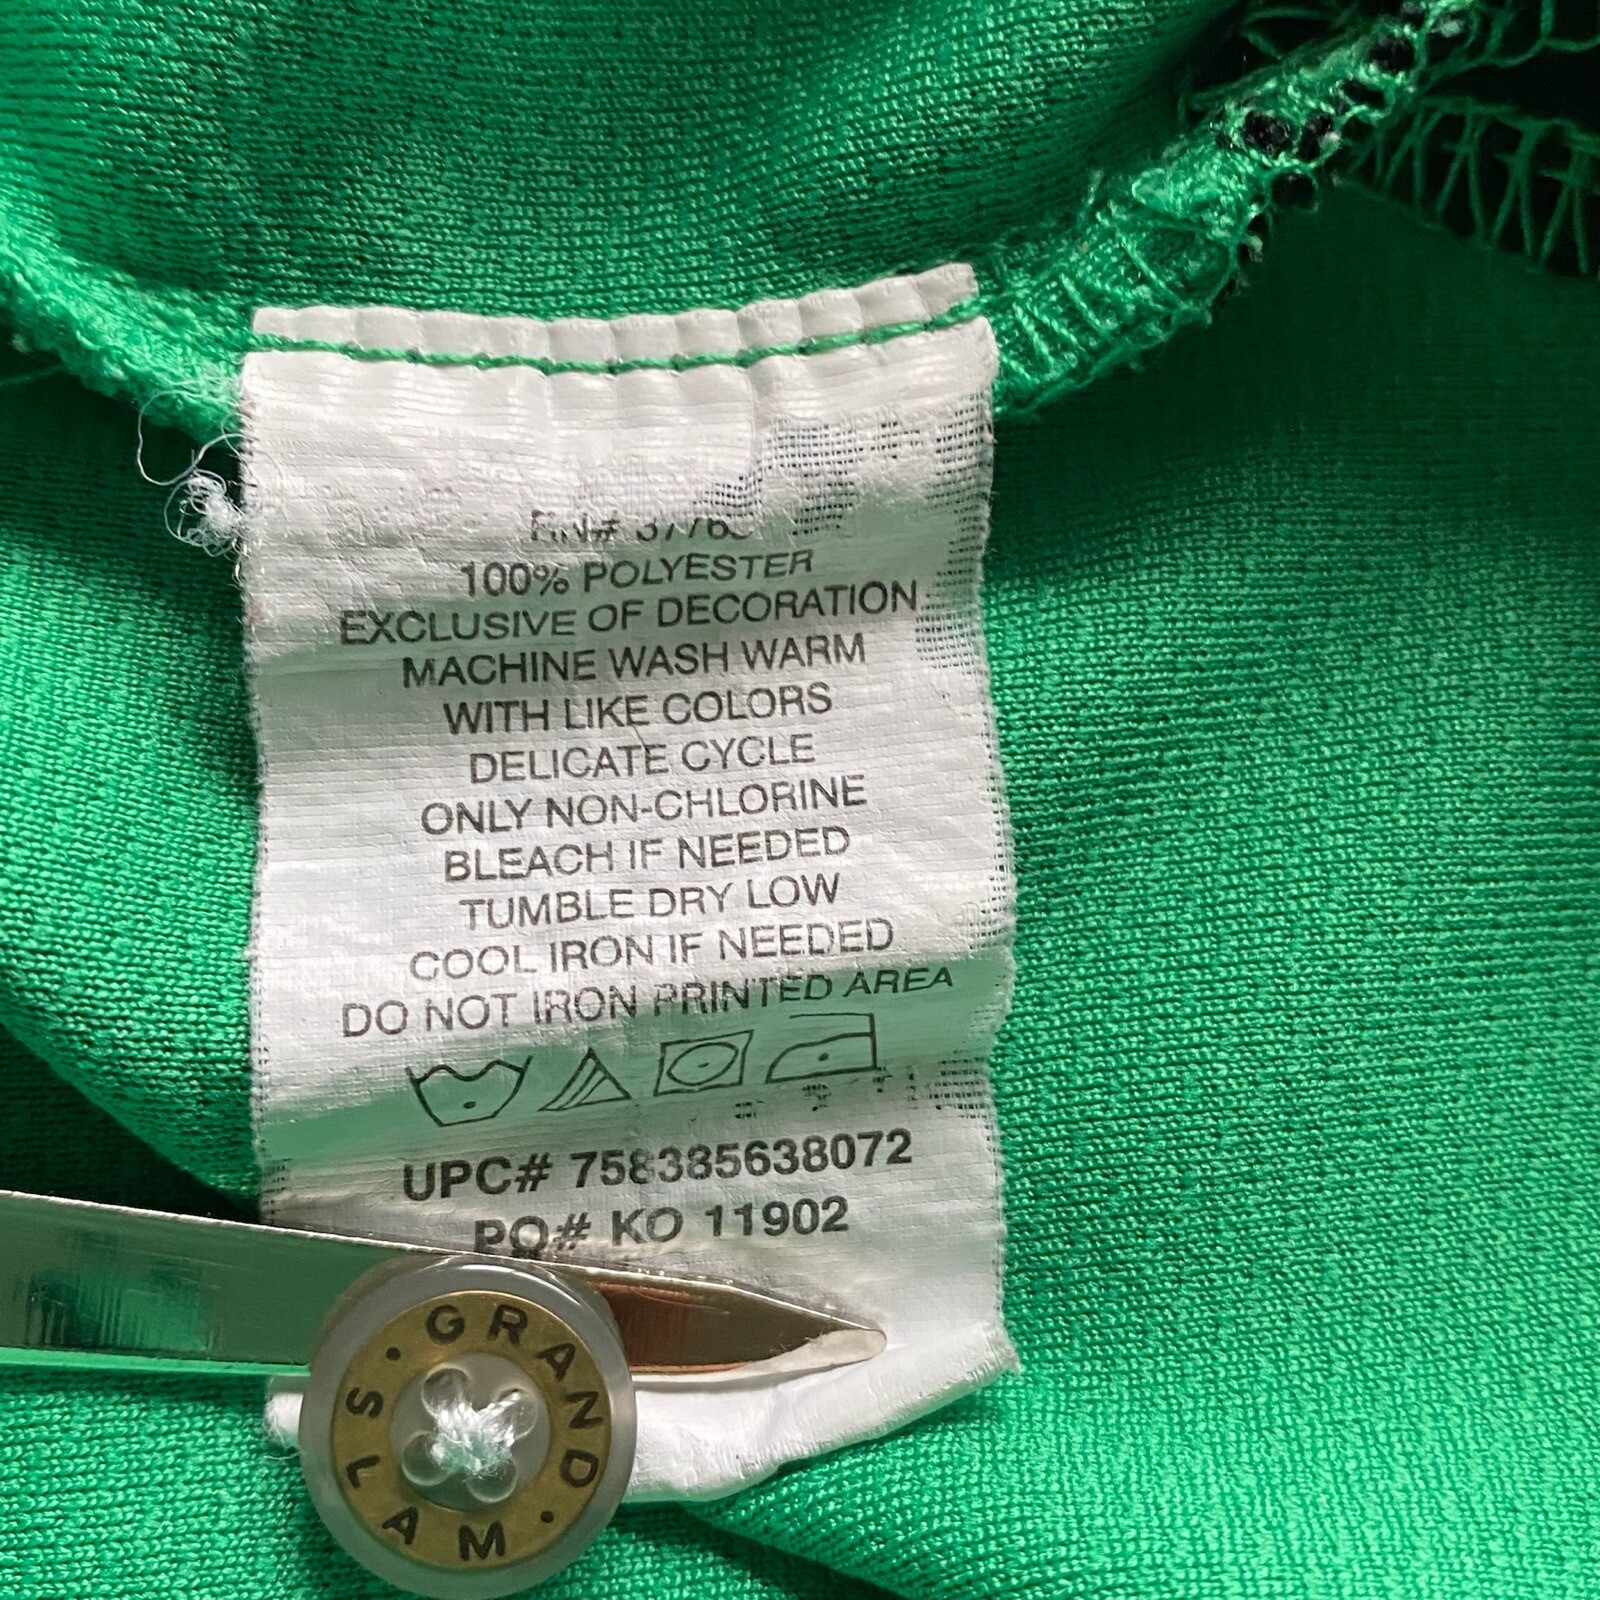 RN#
100% POLYESTER
EXCLUSIVE OF DECORATION
MACHINE WASH WARM
WITH LIKE COLORS
DELICATE CYCLE
ONLY NON-CHLORINE
BLEACH IF NEEDED
TUMBLE DRY LOW
COOL IRON IF NEEDED
DO NOT IRON PRINTED AREA
UPC# 758385638072
PO# KO 11902
GRAND • SLAM •